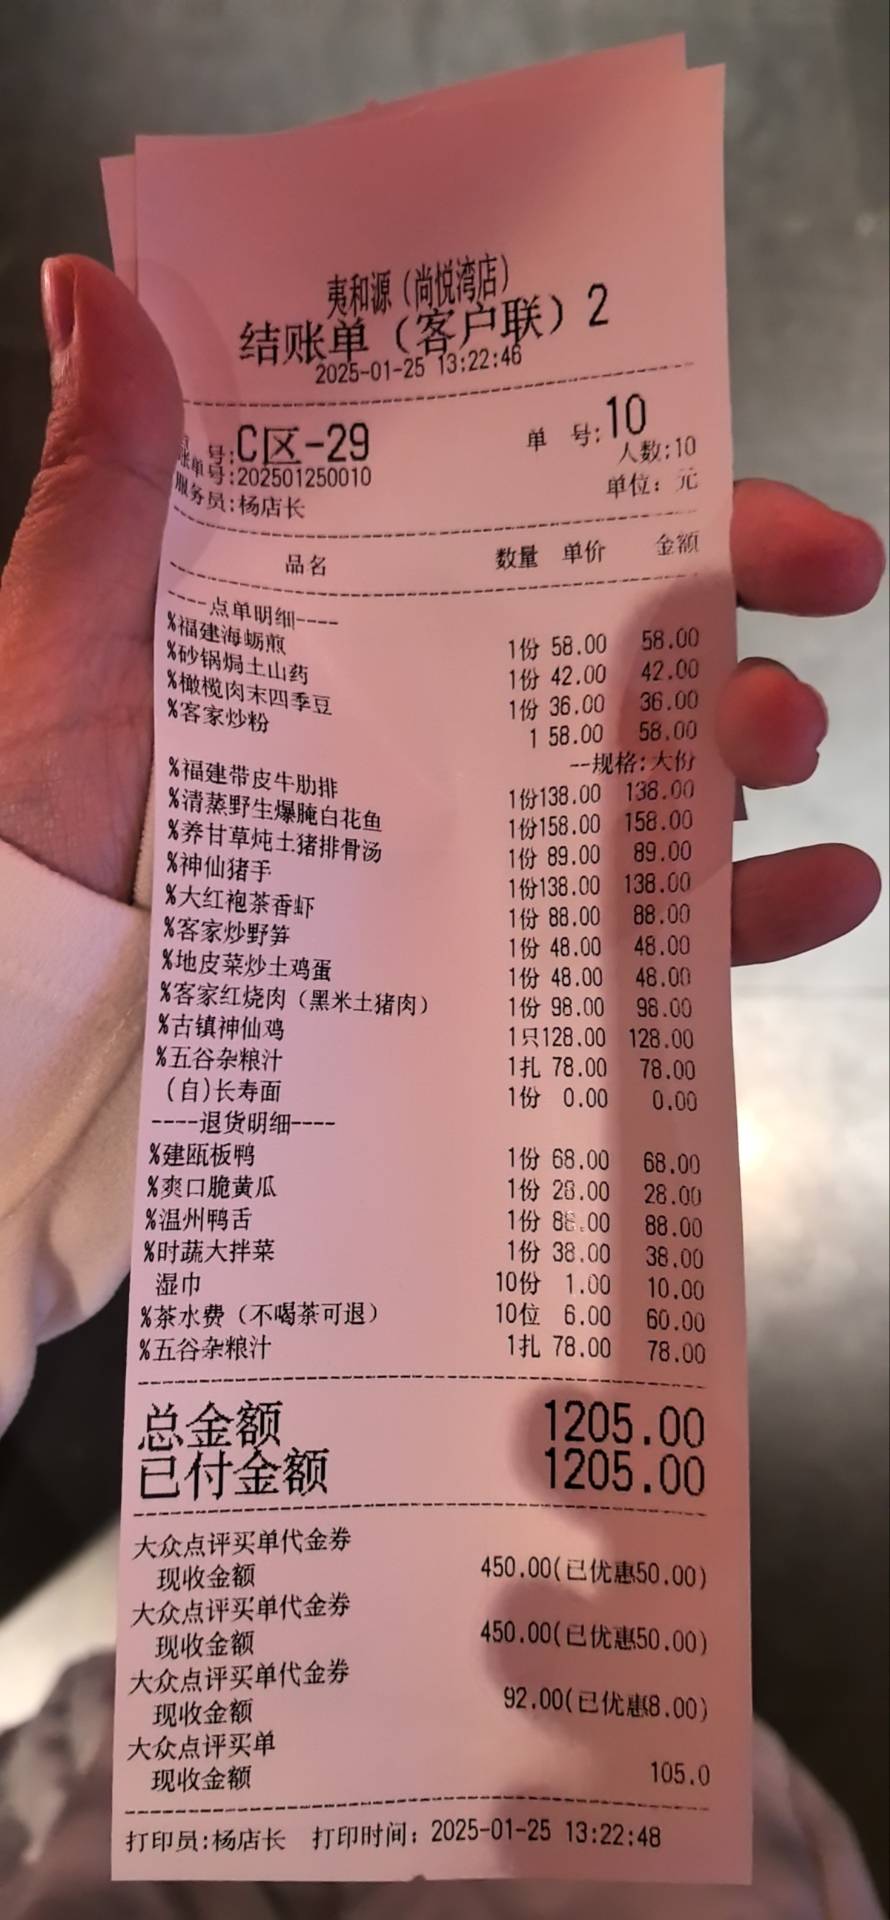 夷和源（尚悦湾店）
结账单（客户联）2
2025-01-25 13:22:46
号:C区-29 单 号:10
账单号:202501250010 人数:10
服务员:杨店长 单位：元
品名 数量 单价 金额
----点单明细----
%福建海蛎煎 1份 58.00 58.00
%砂锅焗土山药 1份 42.00 42.00
%橄榄肉末四季豆 1份 36.00 36.00
%客家炒粉 1 58.00 58.00
--规格:大份
%福建带皮牛肋排 1份138.00 138.00
%清蒸野生爆腌白花鱼 1份158.00 158.00
%养甘草炖土猪排骨汤 1份 89.00 89.00
%神仙猪手 1份138.00 138.00
%大红袍茶香虾 1份 88.00 88.00
%客家炒野笋 1份 48.00 48.00
%地皮菜炒土鸡蛋 1份 48.00 48.00
%客家红烧肉（黑米土猪肉） 1份 98.00 98.00
%古镇神仙鸡 1只128.00 128.00
%五谷杂粮汁 1扎 78.00 78.00
(自)长寿面 1份 0.00 0.00
----退货明细----
%建瓯板鸭 1份 68.00 68.00
%爽口脆黄瓜 1份 28.00 28.00
%温州鸭舌 1份 88.00 88.00
%时蔬大拌菜 1份 38.00 38.00
湿巾 10份 1.00 10.00
%茶水费（不喝茶可退） 10位 6.00 60.00
%五谷杂粮汁 1扎 78.00 78.00
总金额 1205.00
已付金额 1205.00
大众点评买单代金券
现收金额 450.00(已优惠50.00)
大众点评买单代金券
现收金额 450.00(已优惠50.00)
大众点评买单代金券
现收金额 92.00(已优惠8.00)
大众点评买单
现收金额 105.0
打印员:杨店长 打印时间：2025-01-25 13:22:48